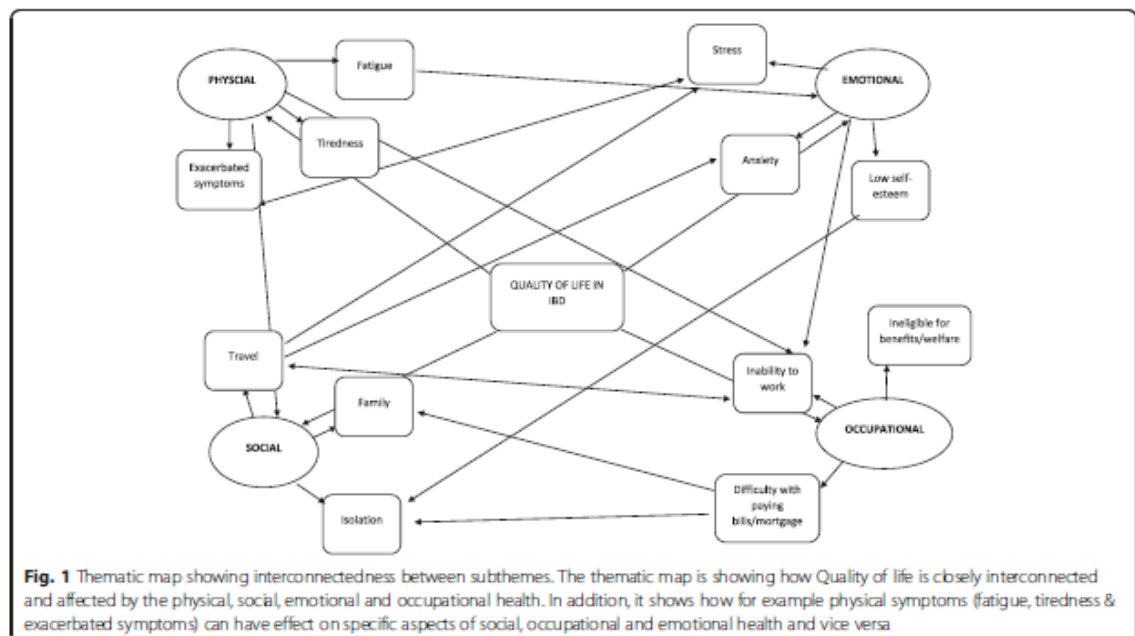 Stress
PHYSCIAL
Fatigue
EMOTIONAL
Tiredness
Anxiety
Exacerbated
symptoms
Low self-
esteem
QUALITY OF LIFE IN
IBD
Ineligible for
benefits/welfare
Travel
Inability to
work
Family
OCCUPATIONAL
SOCIAL
Difficulty with
paying
bills/mortgage
Isolation
Fig. 1 Thematic map showing interconnectedness between subthemes. The thematic map is showing how Quality of life is closely interconnected
and affected by the physical, social, emotional and occupational health. In addition, it shows how for example physical symptoms (fatigue, tiredness &
exacerbated symptoms) can have effect on specific aspects of social, occupational and emotional health and vice versa